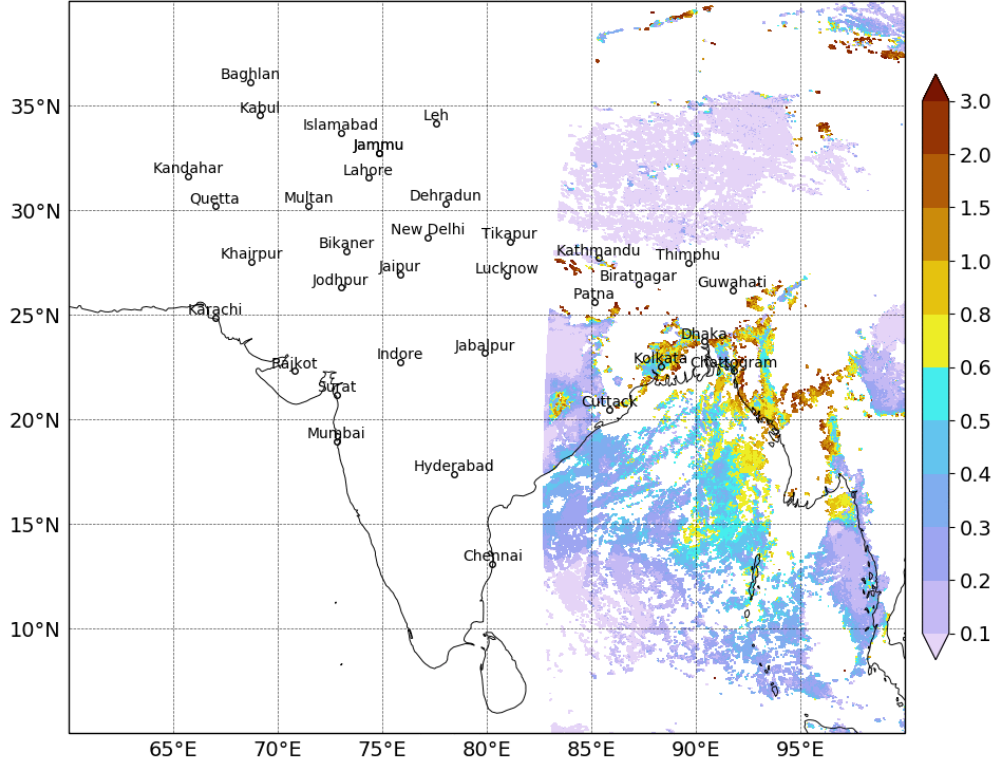 Baghlan
35°N
Kabul
Islamabad
Leh
Jammu
Kandahar
Lahore
Quetta
Multan
Dehradun
30°N
New Delhi
Tikapur
Khairpur
Bikaner
Kathmandu
Thimphu
Jodhpur
Jaipur
Lucknow
Biratnagar
Guwahati
Patna
25°N
Karachi
Dhaka
Rajkot
Indore
Jabalpur
Kolkata
Chattogram
Surat
Cuttack
20°N
Mumbai
Hyderabad
15°N
Chennai
10°N
65°E 70°E 75°E 80°E 85°E 90°E 95°E
3.0
2.0
1.5
1.0
0.8
0.6
0.5
0.4
0.3
0.2
0.1